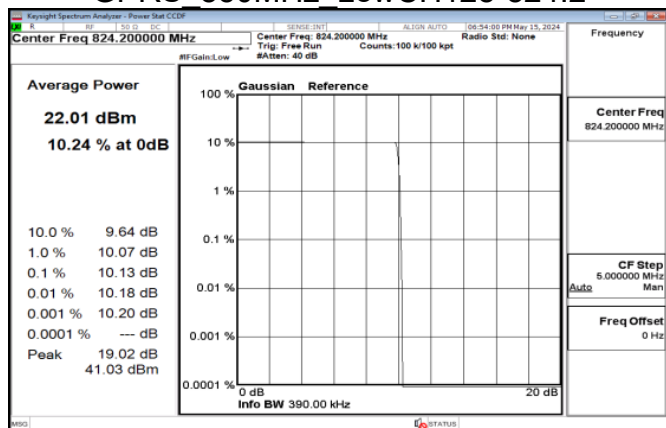 Keysight Spectrum Analyzer - Power Stat CCDF
R RF 50 Ω DC SENSE:INT ALIGN AUTO 06:54:00 PM May 15, 2024
Center Freq 824.200000 MHz
Center Freq: 824.200000 MHz Radio Std: None
Trig: Free Run Counts:100 k/100 kpt
#IFGain:Low #Atten: 40 dB
Frequency
Average Power
22.01 dBm
10.24 % at 0dB
10.0 % 9.64 dB
1.0 % 10.07 dB
0.1 % 10.13 dB
0.01 % 10.18 dB
0.001 % 10.20 dB
0.0001 % --- dB
Peak 19.02 dB
41.03 dBm
Gaussian Reference
100 %
10 %
1 %
0.1 %
0.01 %
0.001 %
0.0001 %
0 dB 20 dB
Info BW 390.00 kHz
Center Freq
824.200000 MHz
CF Step
5.000000 MHz
Auto Man
Freq Offset
0 Hz
MSG STATUS